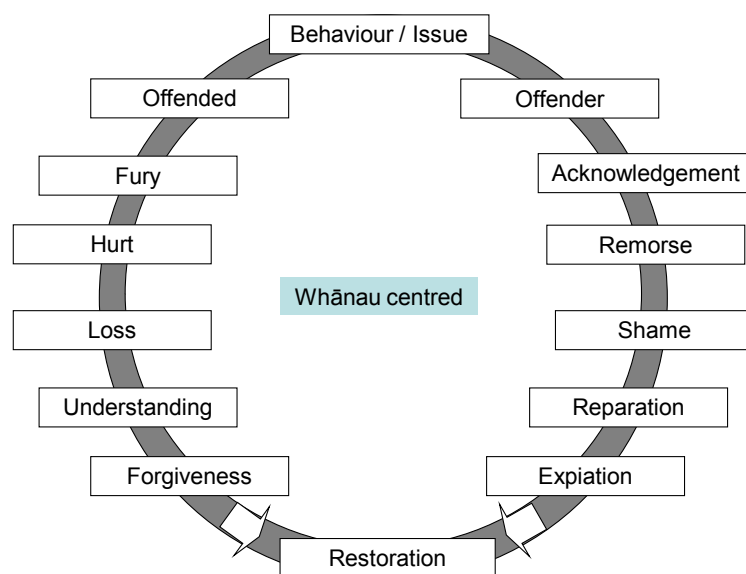 Behaviour / Issue
Offended
Offender
Fury
Acknowledgement
Hurt
Remorse
Whānau centred
Loss
Shame
Understanding
Reparation
Forgiveness
Expiation
Restoration